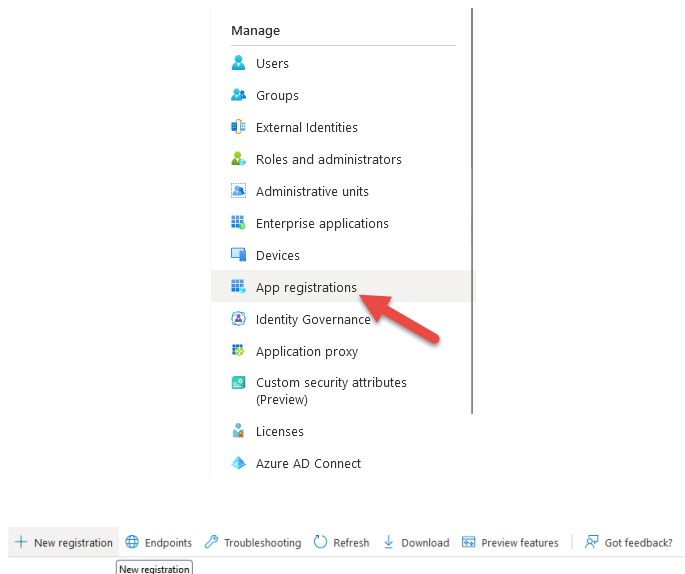 Manage
Users
Groups
External Identities
Roles and administrators
Administrative units
Enterprise applications
Devices
App registrations
Identity Governance
Application proxy
Custom security attributes
(Preview)
Licenses
Azure AD Connect
New registration Endpoints Troubleshooting Refresh Download Preview features Got feedback?
New registration